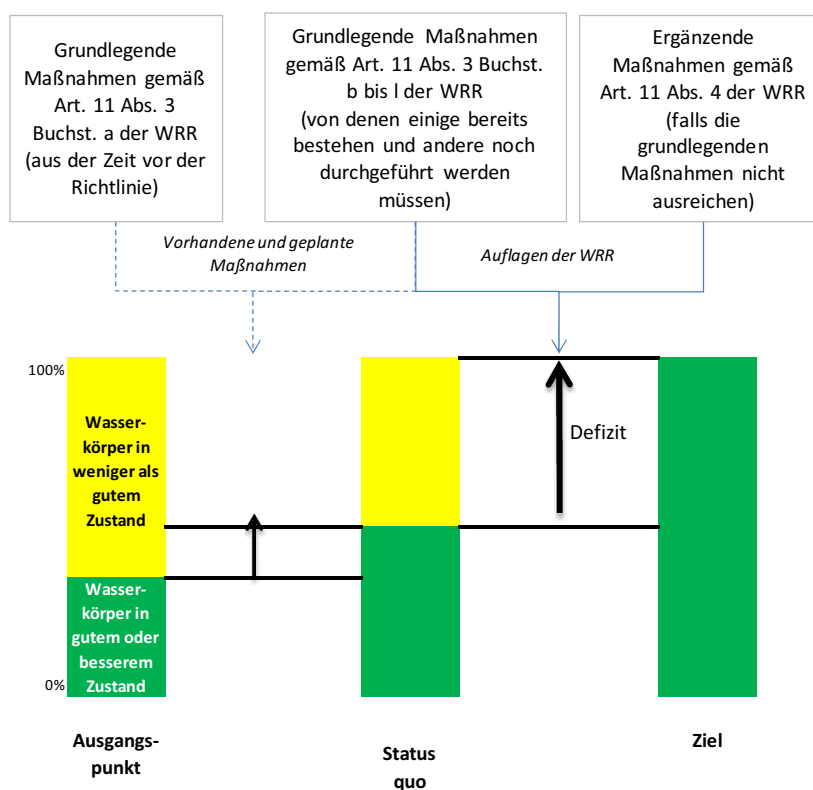 Grundlegende
Maßnahmen gemäß
Art. 11 Abs. 3
Buchst. a der WRR
(aus der Zeit vor der
Richtlinie)
Grundlegende Maßnahmen
gemäß Art. 11 Abs. 3 Buchst.
b bis l der WRR
(von denen einige bereits
bestehen und andere noch
durchgeführt werden
müssen)
Ergänzende
Maßnahmen gemäß
Art. 11 Abs. 4 der WRR
(falls die
grundlegenden
Maßnahmen nicht
ausreichen)
Vorhandene und geplante
Maßnahmen
Auflagen der WRR
100%
Wasser-
körper in
weniger als
gutem
Zustand
Defizit
Wasser-
körper in
gutem oder
besserem
Zustand
0%
Ausgangs-
punkt
Status
quo
Ziel